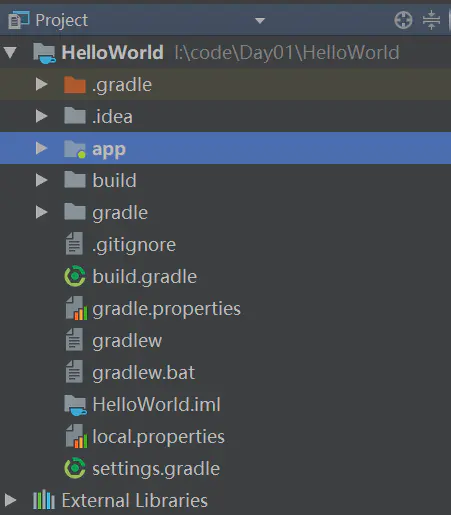 Project
HelloWorld I:\code\Day01\HelloWorld
.gradle
.idea
app
build
gradle
.gitignore
build.gradle
gradle.properties
gradlew
gradlew.bat
HelloWorld.iml
local.properties
settings.gradle
External Libraries